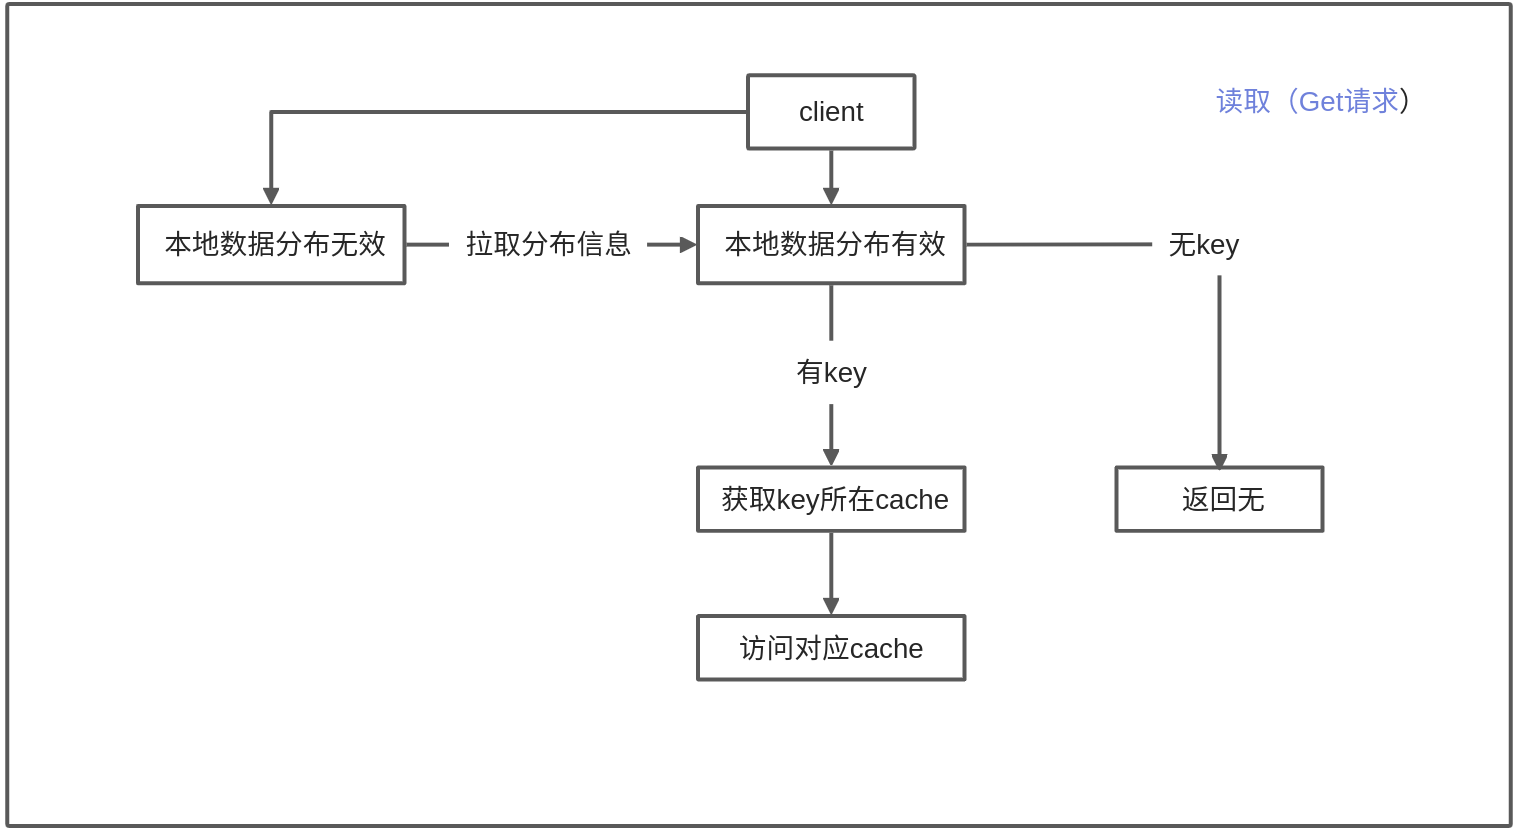 读取（Get请求）
client
本地数据分布无效
拉取分布信息
本地数据分布有效
无key
有key
获取key所在cache
返回无
访问对应cache